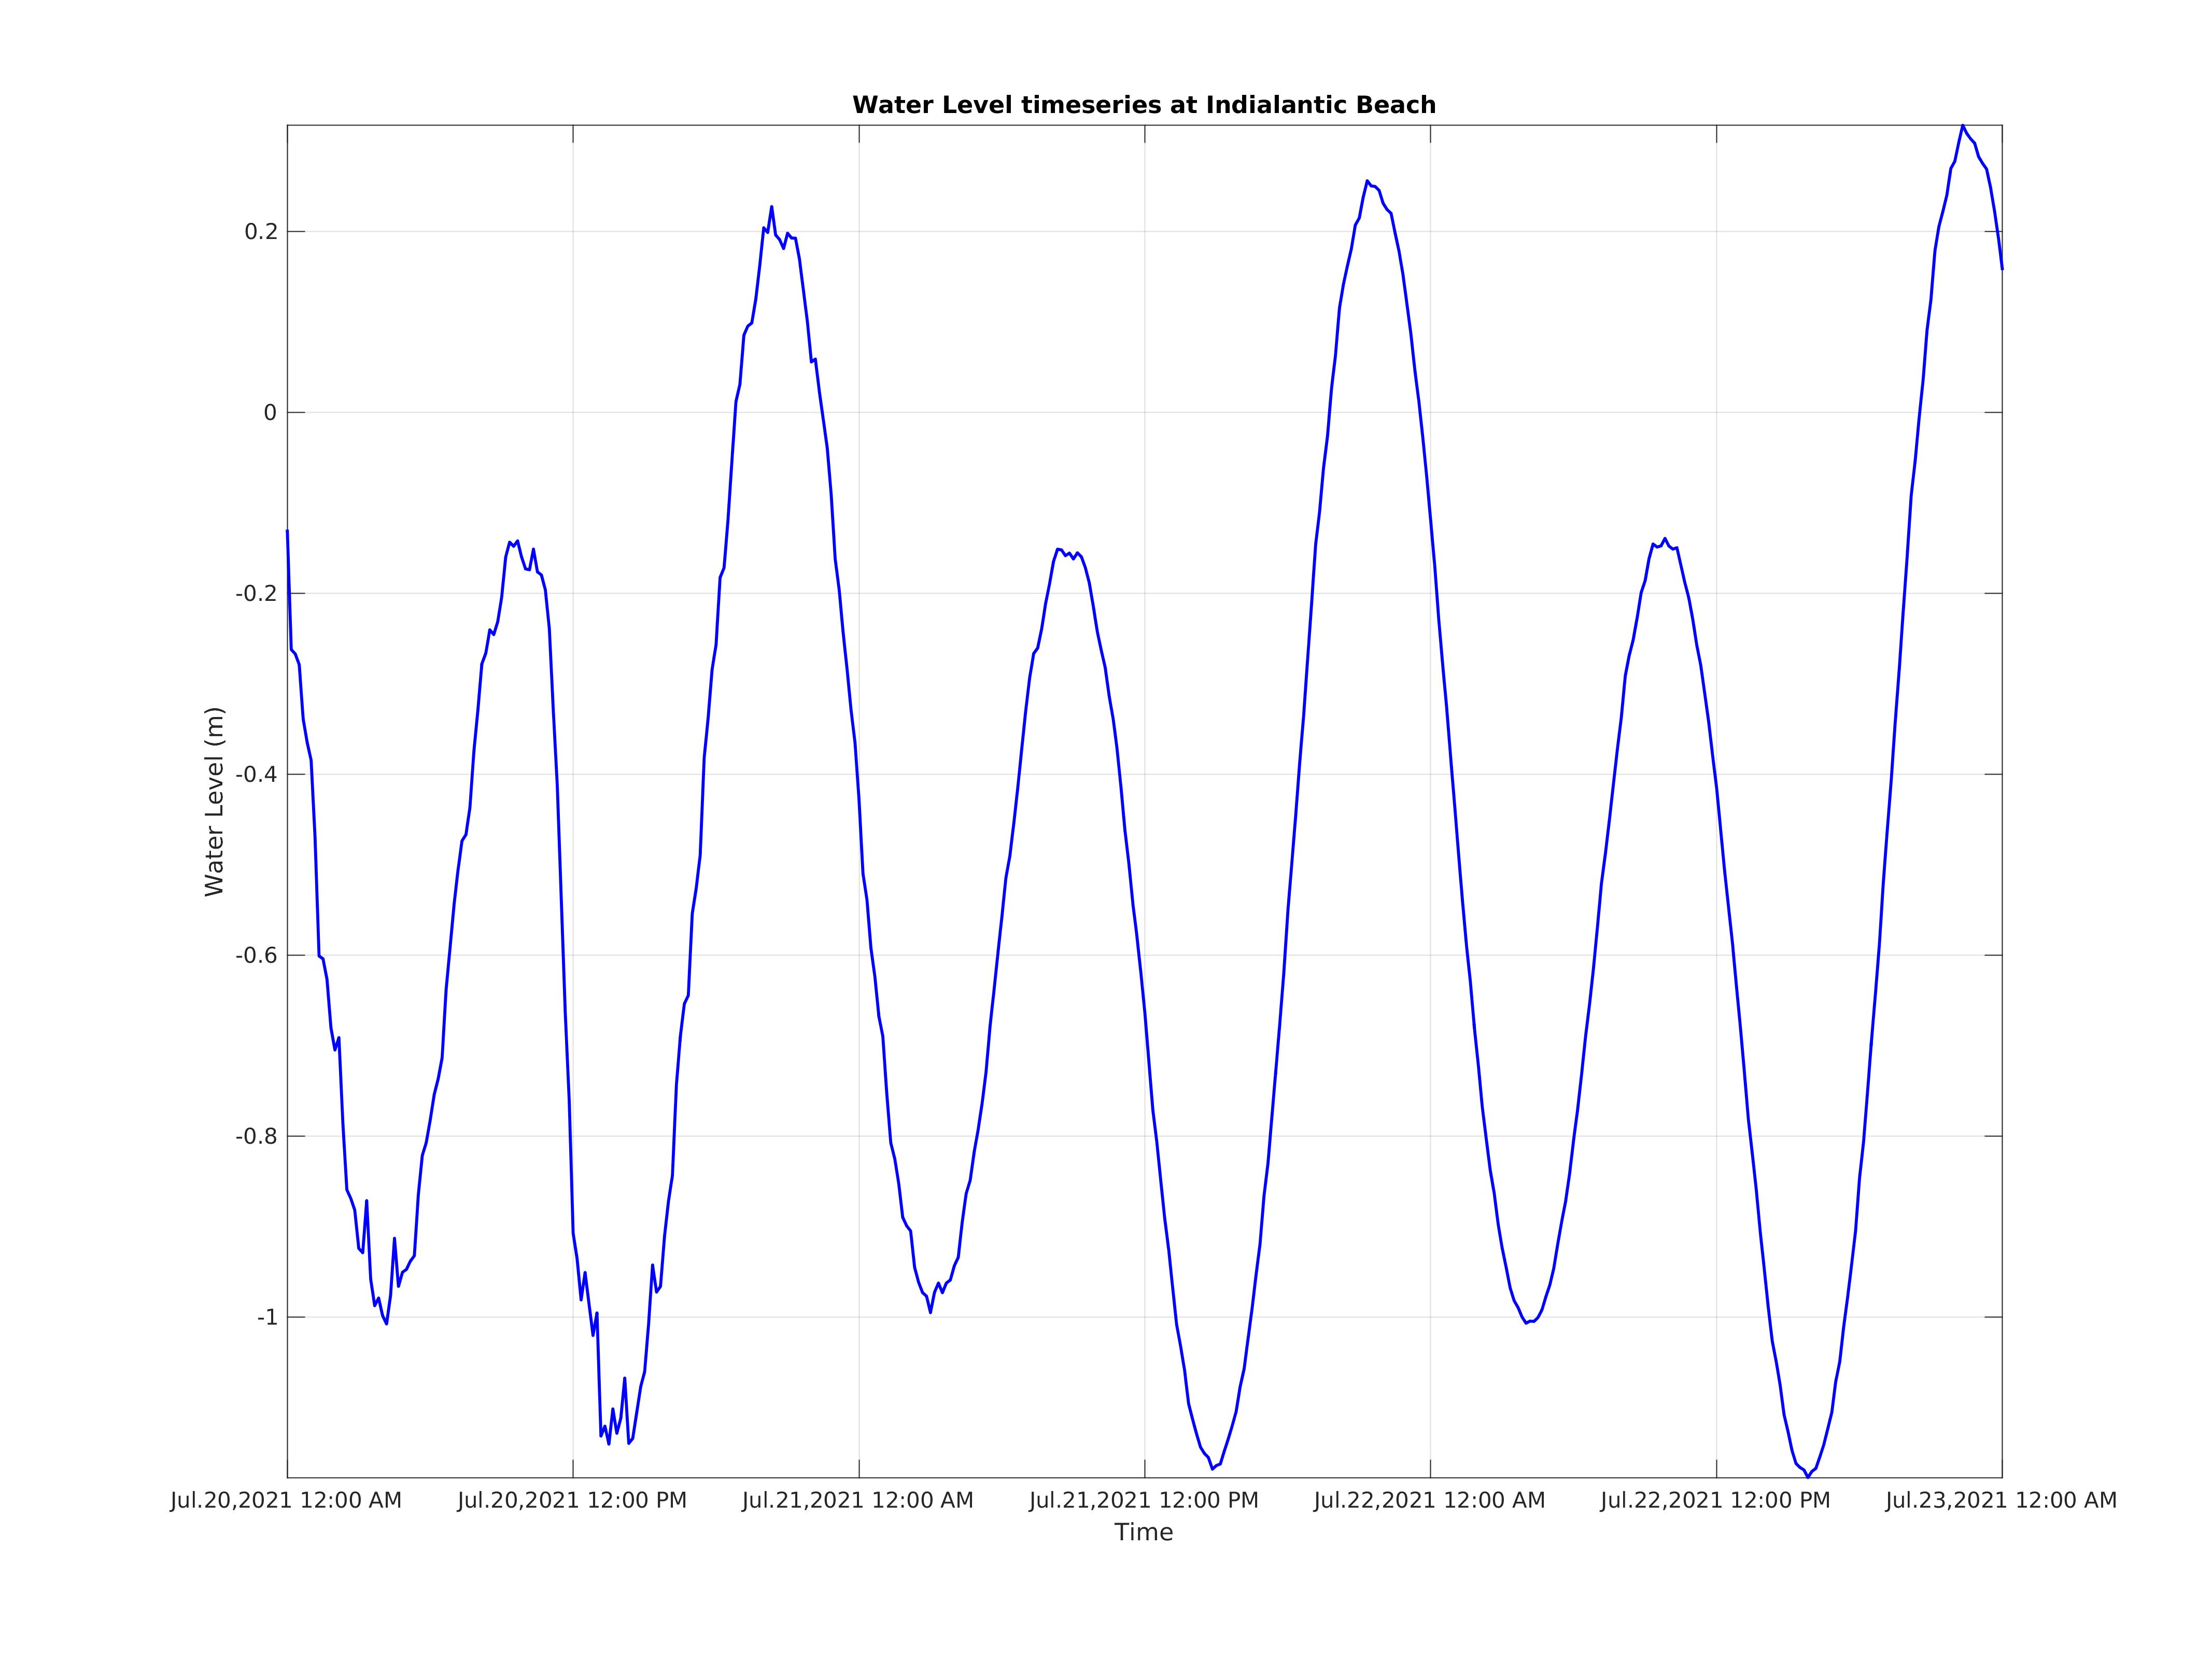 Water Level timeseries at Indialantic Beach
0.2
0
-0.2
-0.4
-0.6
-0.8
-1
Water Level (m)
Jul.20,2021 12:00 AM
Jul.20,2021 12:00 PM
Jul.21,2021 12:00 AM
Jul.21,2021 12:00 PM
Jul.22,2021 12:00 AM
Jul.22,2021 12:00 PM
Jul.23,2021 12:00 AM
Time